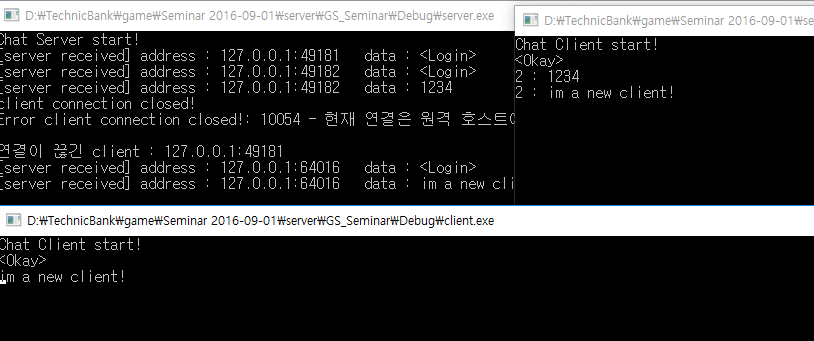 D:￦TechnicBank￦game￦Seminar 2016-09-01￦server￦GS_Seminar￦Debug￦server.exe
Chat Server start!
[server received] address : 127.0.0.1:49181 data : <Login>
[server received] address : 127.0.0.1:49182 data : <Login>
[server received] address : 127.0.0.1:49182 data : 1234
client connection closed!
Error client connection closed!: 10054 - 현재 연결은 원격 호스트에
연결이 끊긴 client : 127.0.0.1:49181
[server received] address : 127.0.0.1:64016 data : <Login>
[server received] address : 127.0.0.1:64016 data : im a new cli
D:￦TechnicBank￦game￦Seminar 2016-09-01￦se
Chat Client start!
<Okay>
2 : 1234
2 : im a new client!
D:￦TechnicBank￦game￦Seminar 2016-09-01￦server￦GS_Seminar￦Debug￦client.exe
Chat Client start!
<Okay>
im a new client!